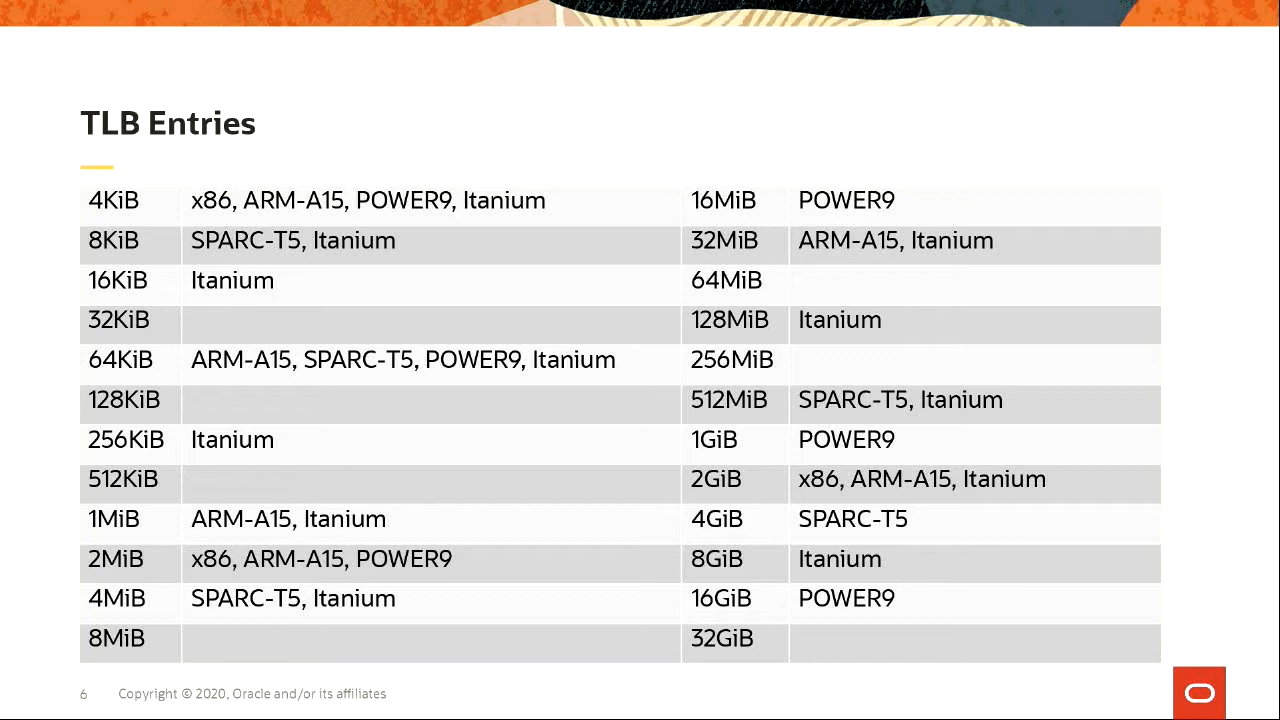 TLB Entries
4KiB x86, ARM-A15, POWER9, Itanium 16MiB POWER9
8KiB SPARC-T5, Itanium 32MiB ARM-A15, Itanium
16KiB Itanium 64MiB
32KiB 128MiB Itanium
64KiB ARM-A15, SPARC-T5, POWER9, Itanium 256MiB
128KiB 512MiB SPARC-T5, Itanium
256KiB Itanium 1GiB POWER9
512KiB 2GiB x86, ARM-A15, Itanium
1MiB ARM-A15, Itanium 4GiB SPARC-T5
2MiB x86, ARM-A15, POWER9 8GiB Itanium
4MiB SPARC-T5, Itanium 16GiB POWER9
8MiB 32GiB
6 Copyright © 2020, Oracle and/or its affiliates